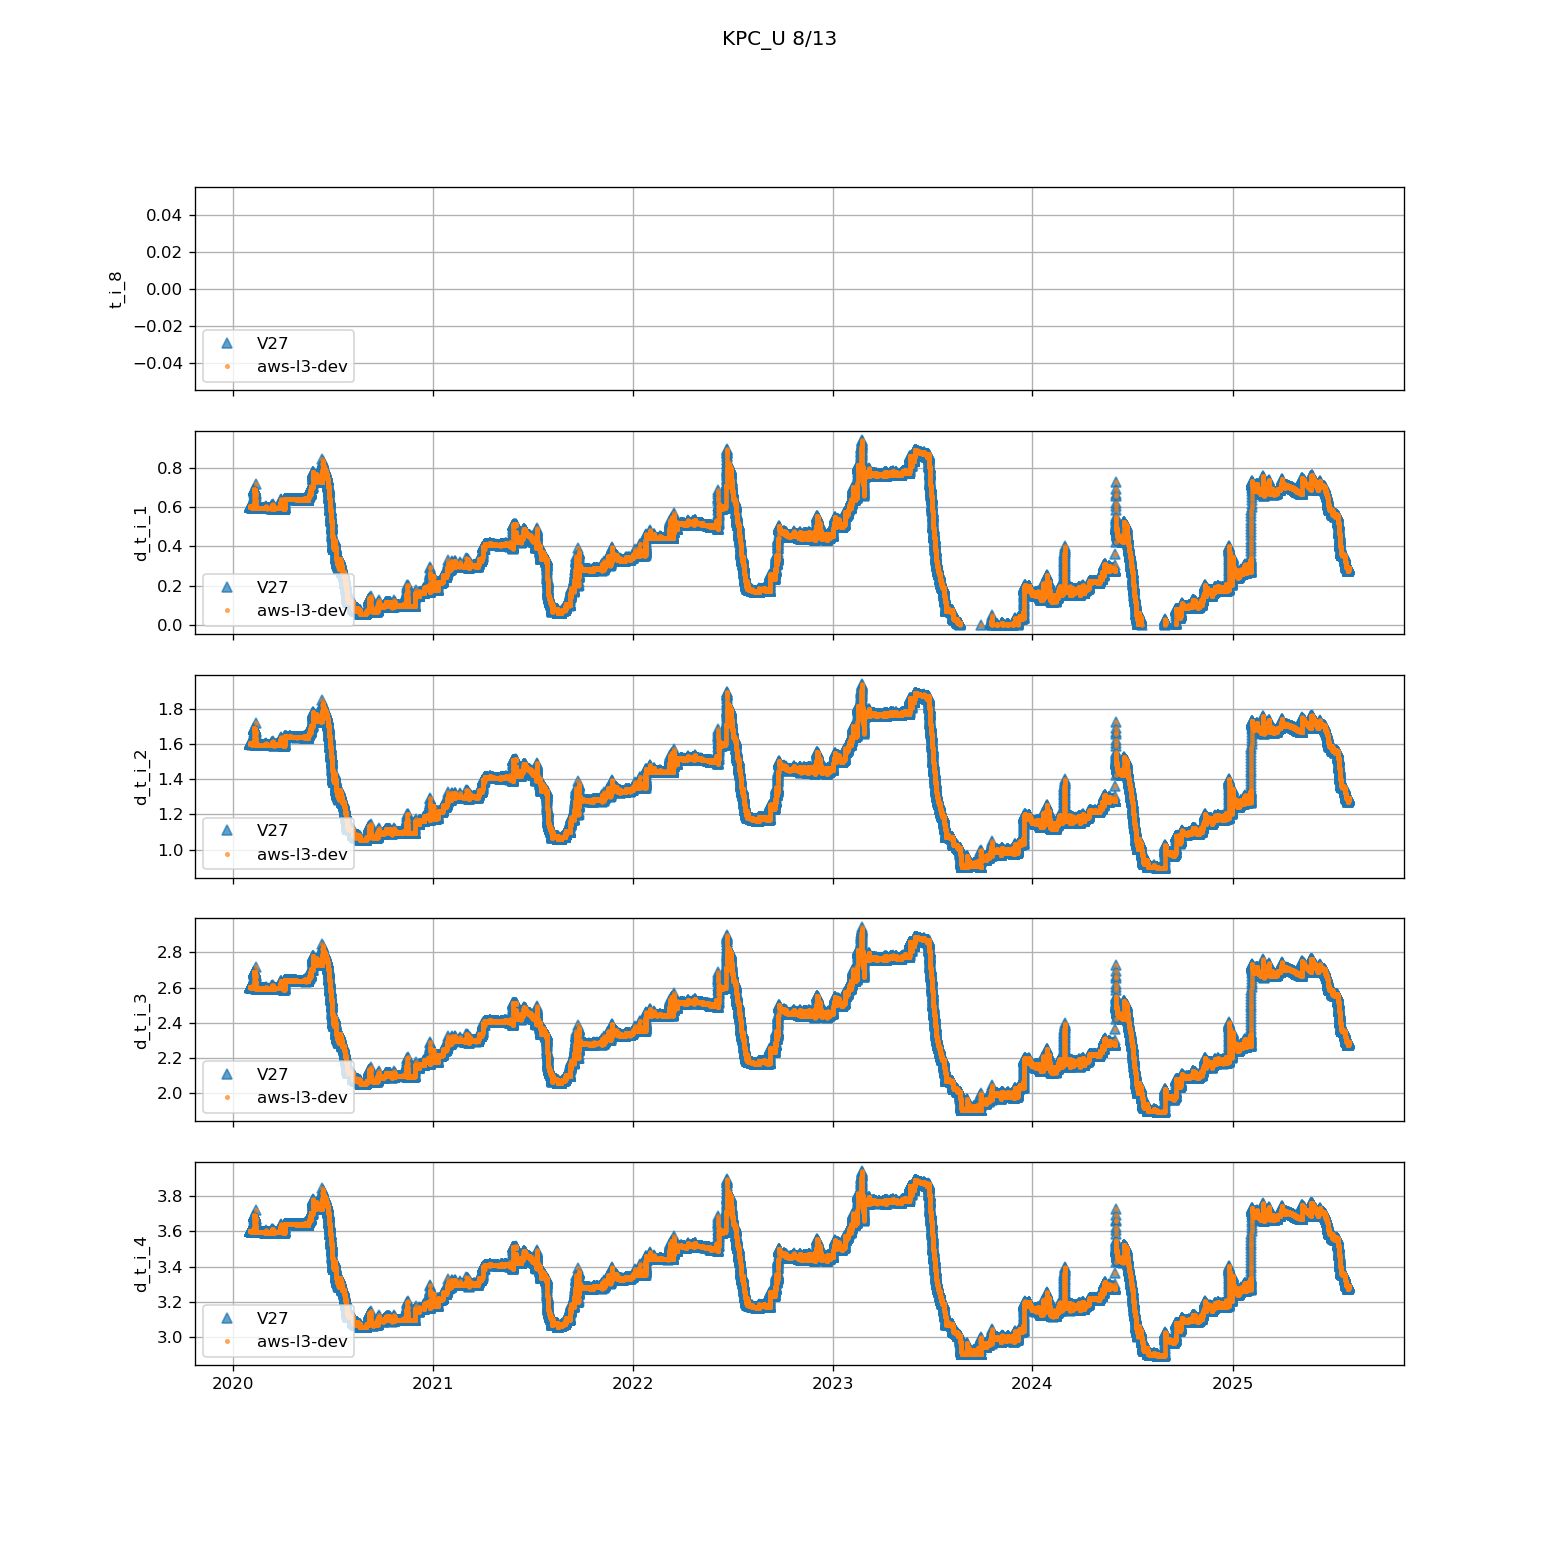 KPC_U 8/13
0.04
0.02
0.00
−0.02
−0.04
t_i_8
V27
aws-l3-dev
0.8
0.6
0.4
0.2
0.0
d_t_i_1
V27
aws-l3-dev
1.8
1.6
1.4
1.2
1.0
d_t_i_2
V27
aws-l3-dev
2.8
2.6
2.4
2.2
2.0
d_t_i_3
V27
aws-l3-dev
3.8
3.6
3.4
3.2
3.0
d_t_i_4
V27
aws-l3-dev
2020 2021 2022 2023 2024 2025